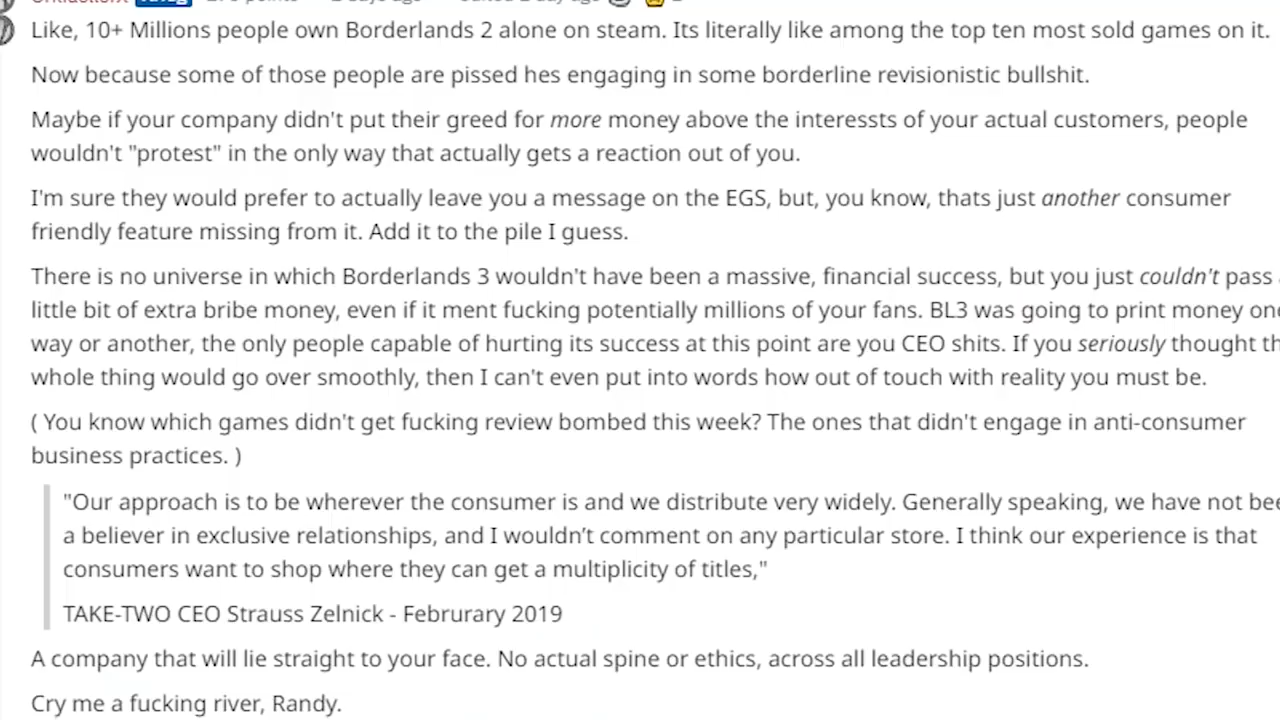 Like, 10+ Millions people own Borderlands 2 alone on steam. Its literally like among the top ten most sold games on it.
Now because some of those people are pissed hes engaging in some borderline revisionistic bullshit.
Maybe if your company didn't put their greed for more money above the interessts of your actual customers, people
wouldn't "protest" in the only way that actually gets a reaction out of you.
I'm sure they would prefer to actually leave you a message on the EGS, but, you know, thats just another consumer
friendly feature missing from it. Add it to the pile I guess.
There is no universe in which Borderlands 3 wouldn't have been a massive, financial success, but you just couldn't pass
little bit of extra bribe money, even if it ment fucking potentially millions of your fans. BL3 was going to print money
way or another, the only people capable of hurting its success at this point are you CEO shits. If you seriously thought
whole thing would go over smoothly, then I can't even put into words how out of touch with reality you must be.
( You know which games didn't get fucking review bombed this week? The ones that didn't engage in anti-consumer
business practices. )
"Our approach is to be wherever the consumer is and we distribute very widely. Generally speaking, we have not
a believer in exclusive relationships, and I wouldn’t comment on any particular store. I think our experience is that
consumers want to shop where they can get a multiplicity of titles,"
TAKE-TWO CEO Strauss Zelnick - Februrary 2019
A company that will lie straight to your face. No actual spine or ethics, across all leadership positions.
Cry me a fucking river, Randy.